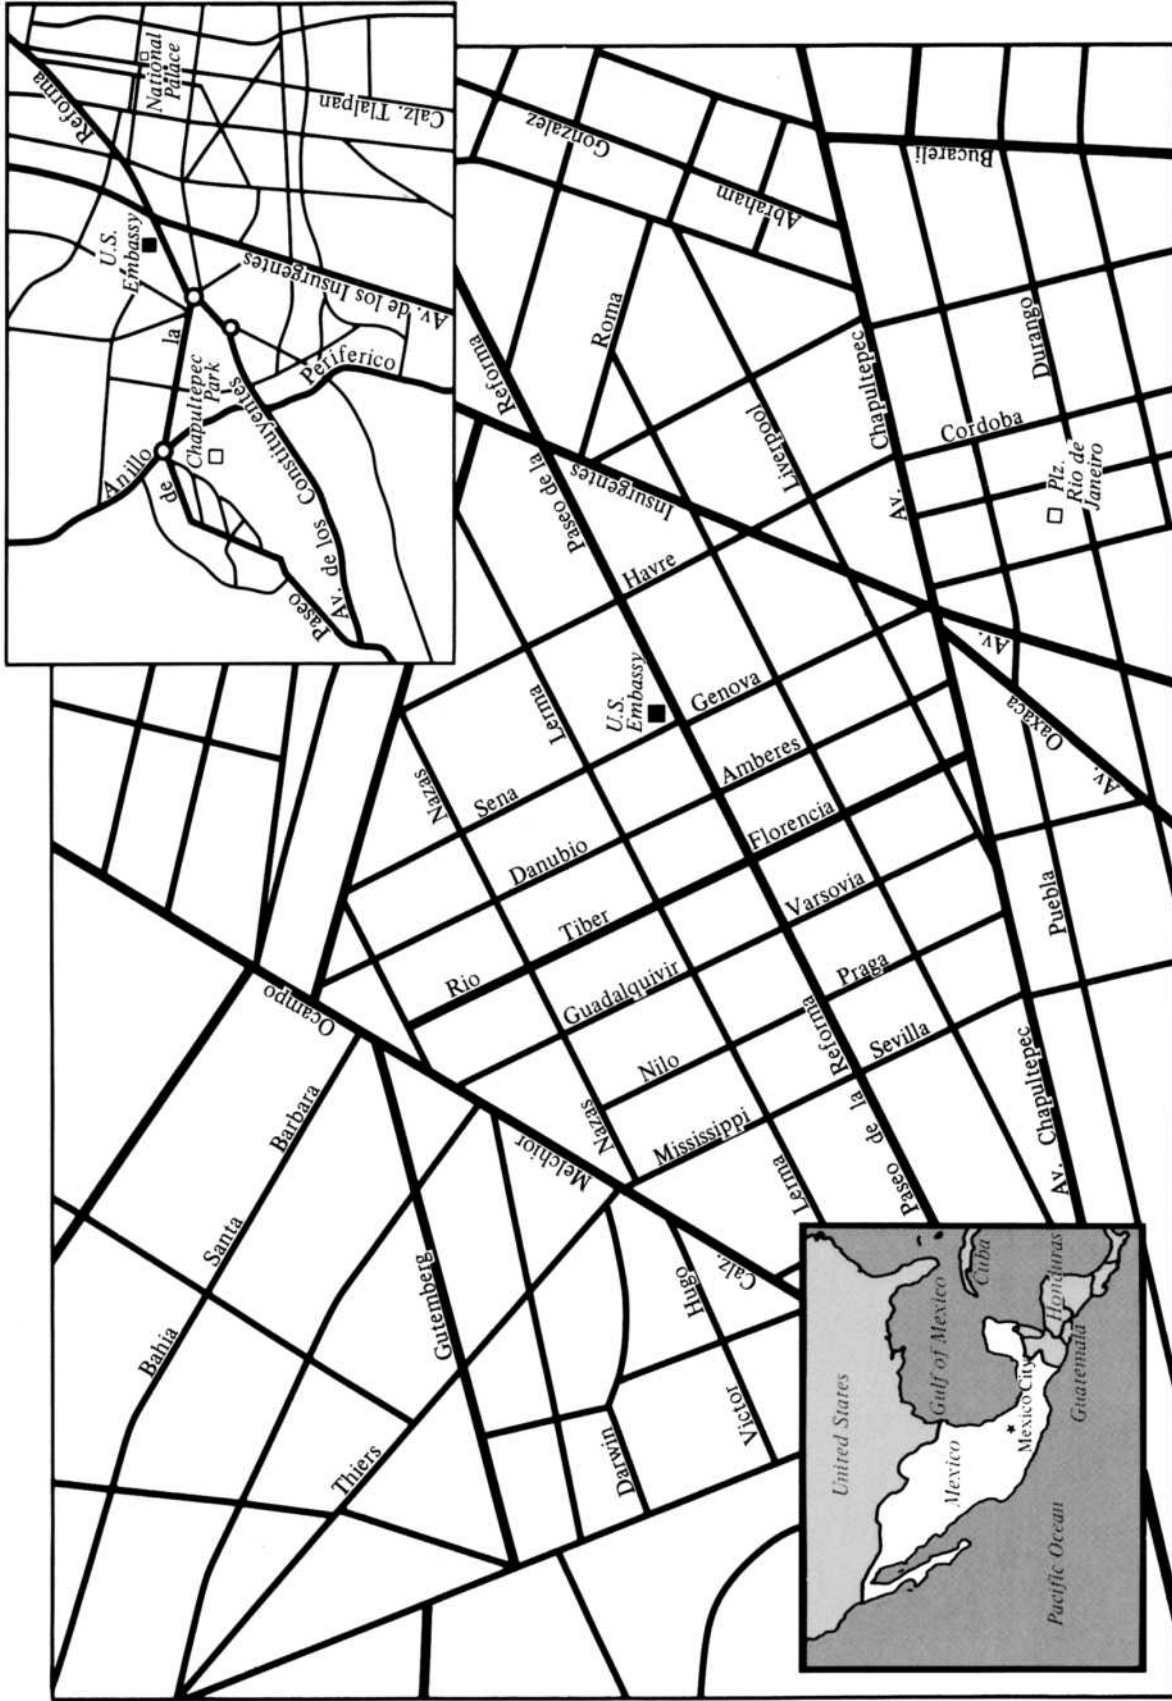 Reforma
National
Palace
Calz. Tlalpan
U.S.
Embassy
Av. de los Insurgentes
la
Chapultepec
Park
Periferico
Anillo
de
Av. de los Constituyentes
Paseo
Gonzalez
Abraham
Bucareli
Roma
Reforma
Liverpool
Chapultepec
Av.
Durango
Cordoba
Plz.
Rio de
Janeiro
Paseo de la
Insurgentes
Av.
Havre
U.S.
Embassy
Genova
Amberes
Florencia
Varsovia
Praga
Sevilla
Oaxaca
Av.
Puebla
Lerma
Nazas
Sena
Danubio
Tiber
Rio
Guadalquivir
Nilo
Mississippi
Nazas
Lerma
Reforma
de la
Paseo
Av. Chapultepec
Ocampo
Melchior
Calz.
Barbara
Santa
Bahia
Gutemberg
Thiers
Darwin
Hugo
Victor
United States
Gulf of Mexico
Cuba
Mexico
Mexico City
Honduras
Guatemala
Pacific Ocean